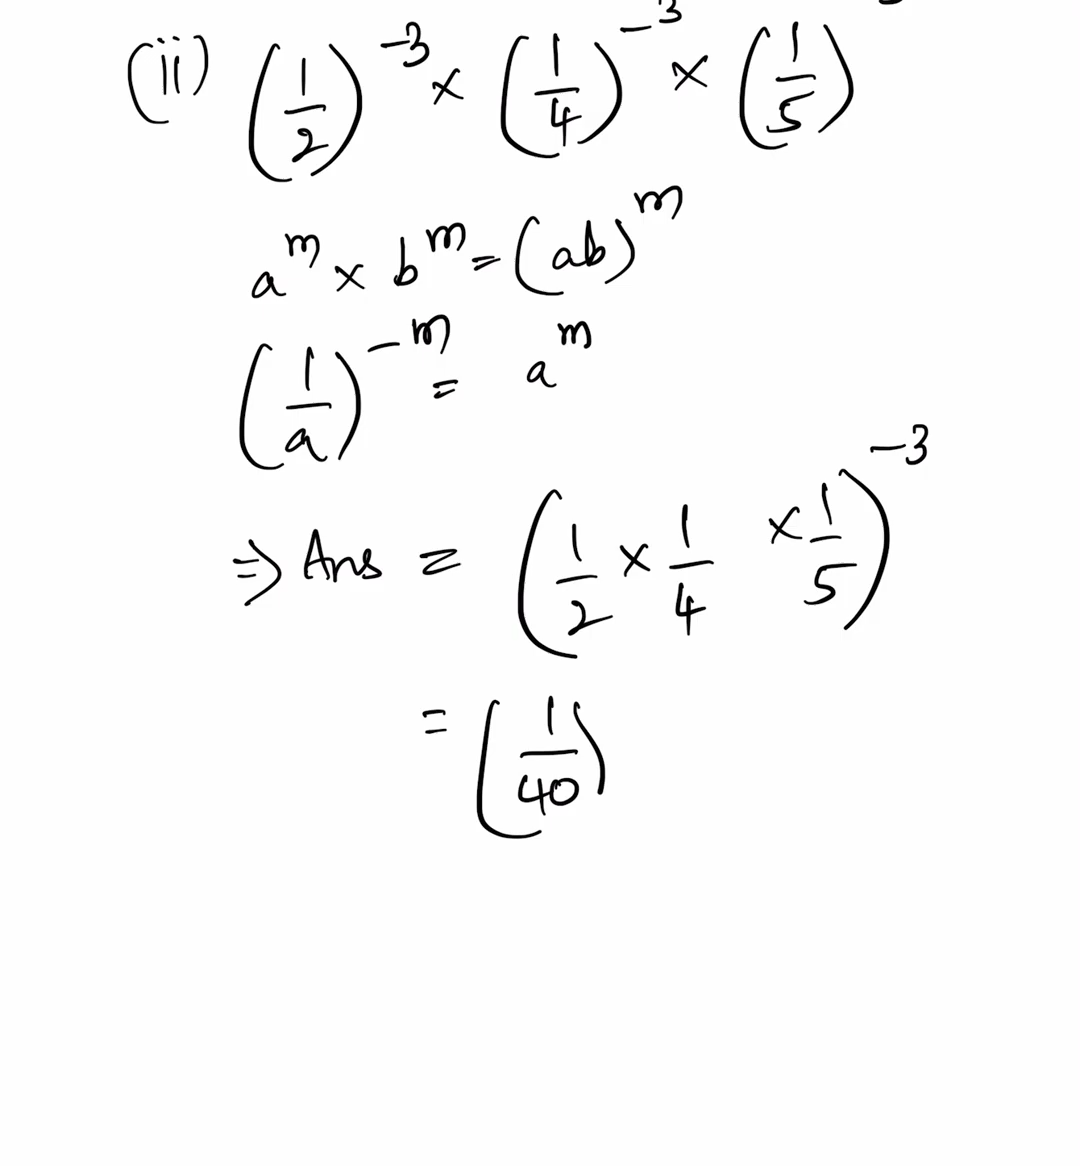 (ii) (1/2)^-3 × (1/4)^-3 × (1/5)
a^m × b^m = (ab)^m
(1/a)^-m = a^m
⇒ Ans = (1/2 × 1/4 × 1/5)^-3
= (1/40)